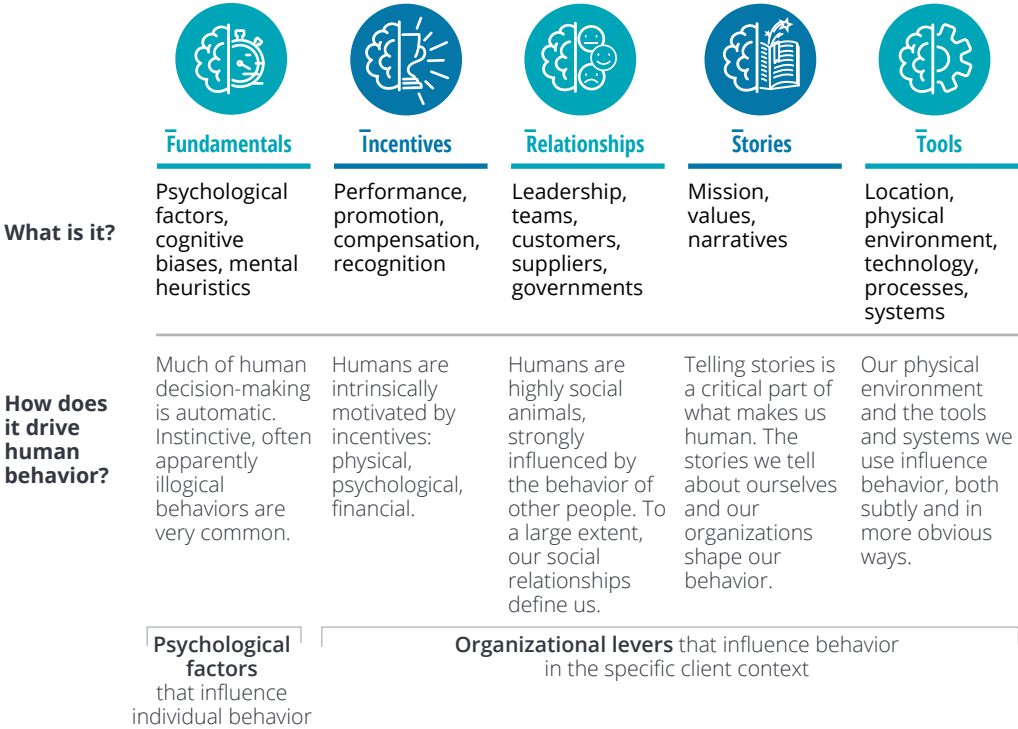 Fundamentals
Incentives
Relationships
Stories
Tools
What is it?
Psychological
factors,
cognitive
biases, mental
heuristics
Performance,
promotion,
compensation,
recognition
Leadership,
teams,
customers,
suppliers,
governments
Mission,
values,
narratives
Location,
physical
environment,
technology,
processes,
systems
How does
it drive
human
behavior?
Much of human
decision-making
is automatic.
Instinctive, often
apparently
illogical
behaviors are
very common.
Humans are
intrinsically
motivated by
incentives:
physical,
psychological,
financial.
Humans are
highly social
animals,
strongly
influenced by
the behavior of
other people. To
a large extent,
our social
relationships
define us.
Telling stories is
a critical part of
what makes us
human. The
stories we tell
about ourselves
and our
organizations
shape our
behavior.
Our physical
environment
and the tools
and systems we
use influence
behavior, both
subtly and in
more obvious
ways.
Psychological
factors
that influence
individual behavior
Organizational levers that influence behavior
in the specific client context